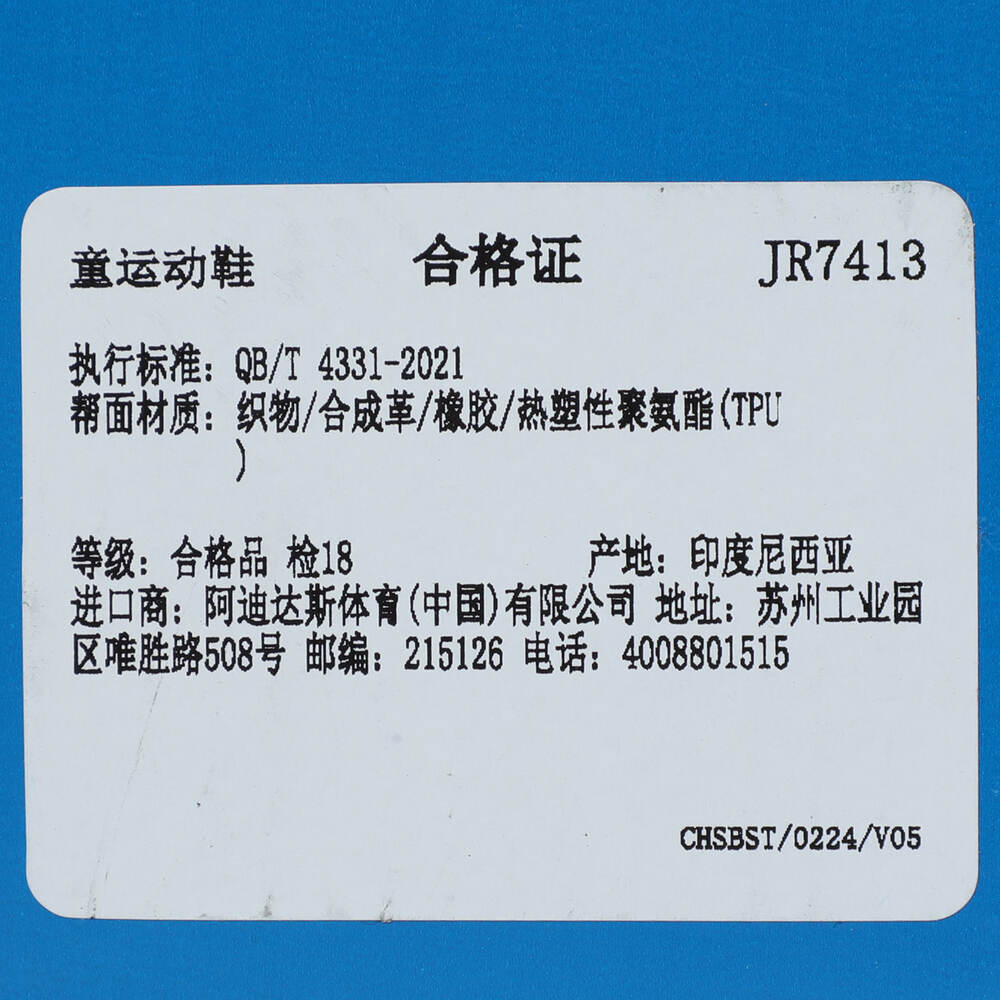 童运动鞋 合格证 JR7413
执行标准: QB/T 4331-2021
帮面材质: 织物/合成革/橡胶/热塑性聚氨酯(TPU
)
等级: 合格品 检18 产地: 印度尼西亚
进口商: 阿迪达斯体育(中国)有限公司 地址: 苏州工业园
区唯胜路508号 邮编: 215126 电话: 4008801515
CHSBST/0224/V05